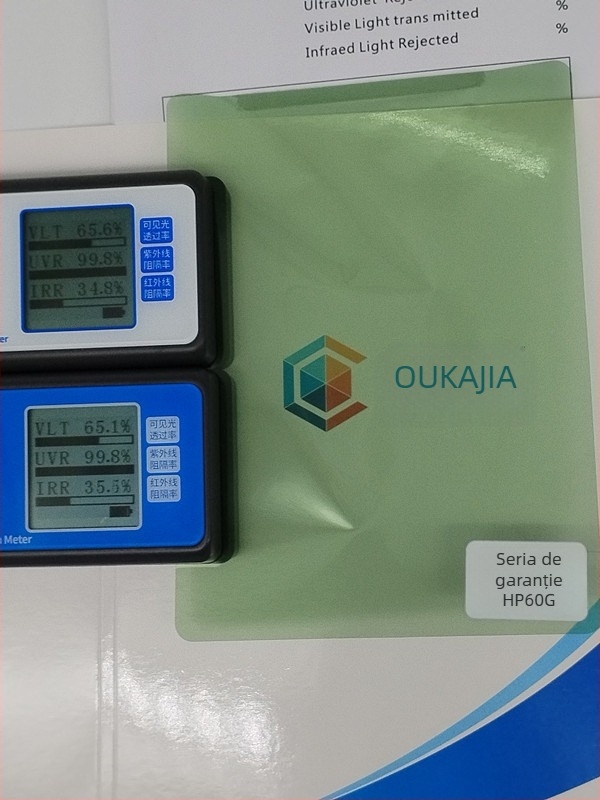 Ultraviolet Rejec
%
Visible Light trans mitted
%
Infraed Light Rejected
VLT 65.6%
可见光
透过率
UVR 99.8%
紫外线
阻隔率
IRR 34.8%
红外线
阻隔率
er
OUKAJIA
VLT 65.1%
可见光
透过率
UVR 99.8%
紫外线
阻隔率
IRR 35.5%
红外线
阻隔率
Meter
Seria de
garanție
HP60G